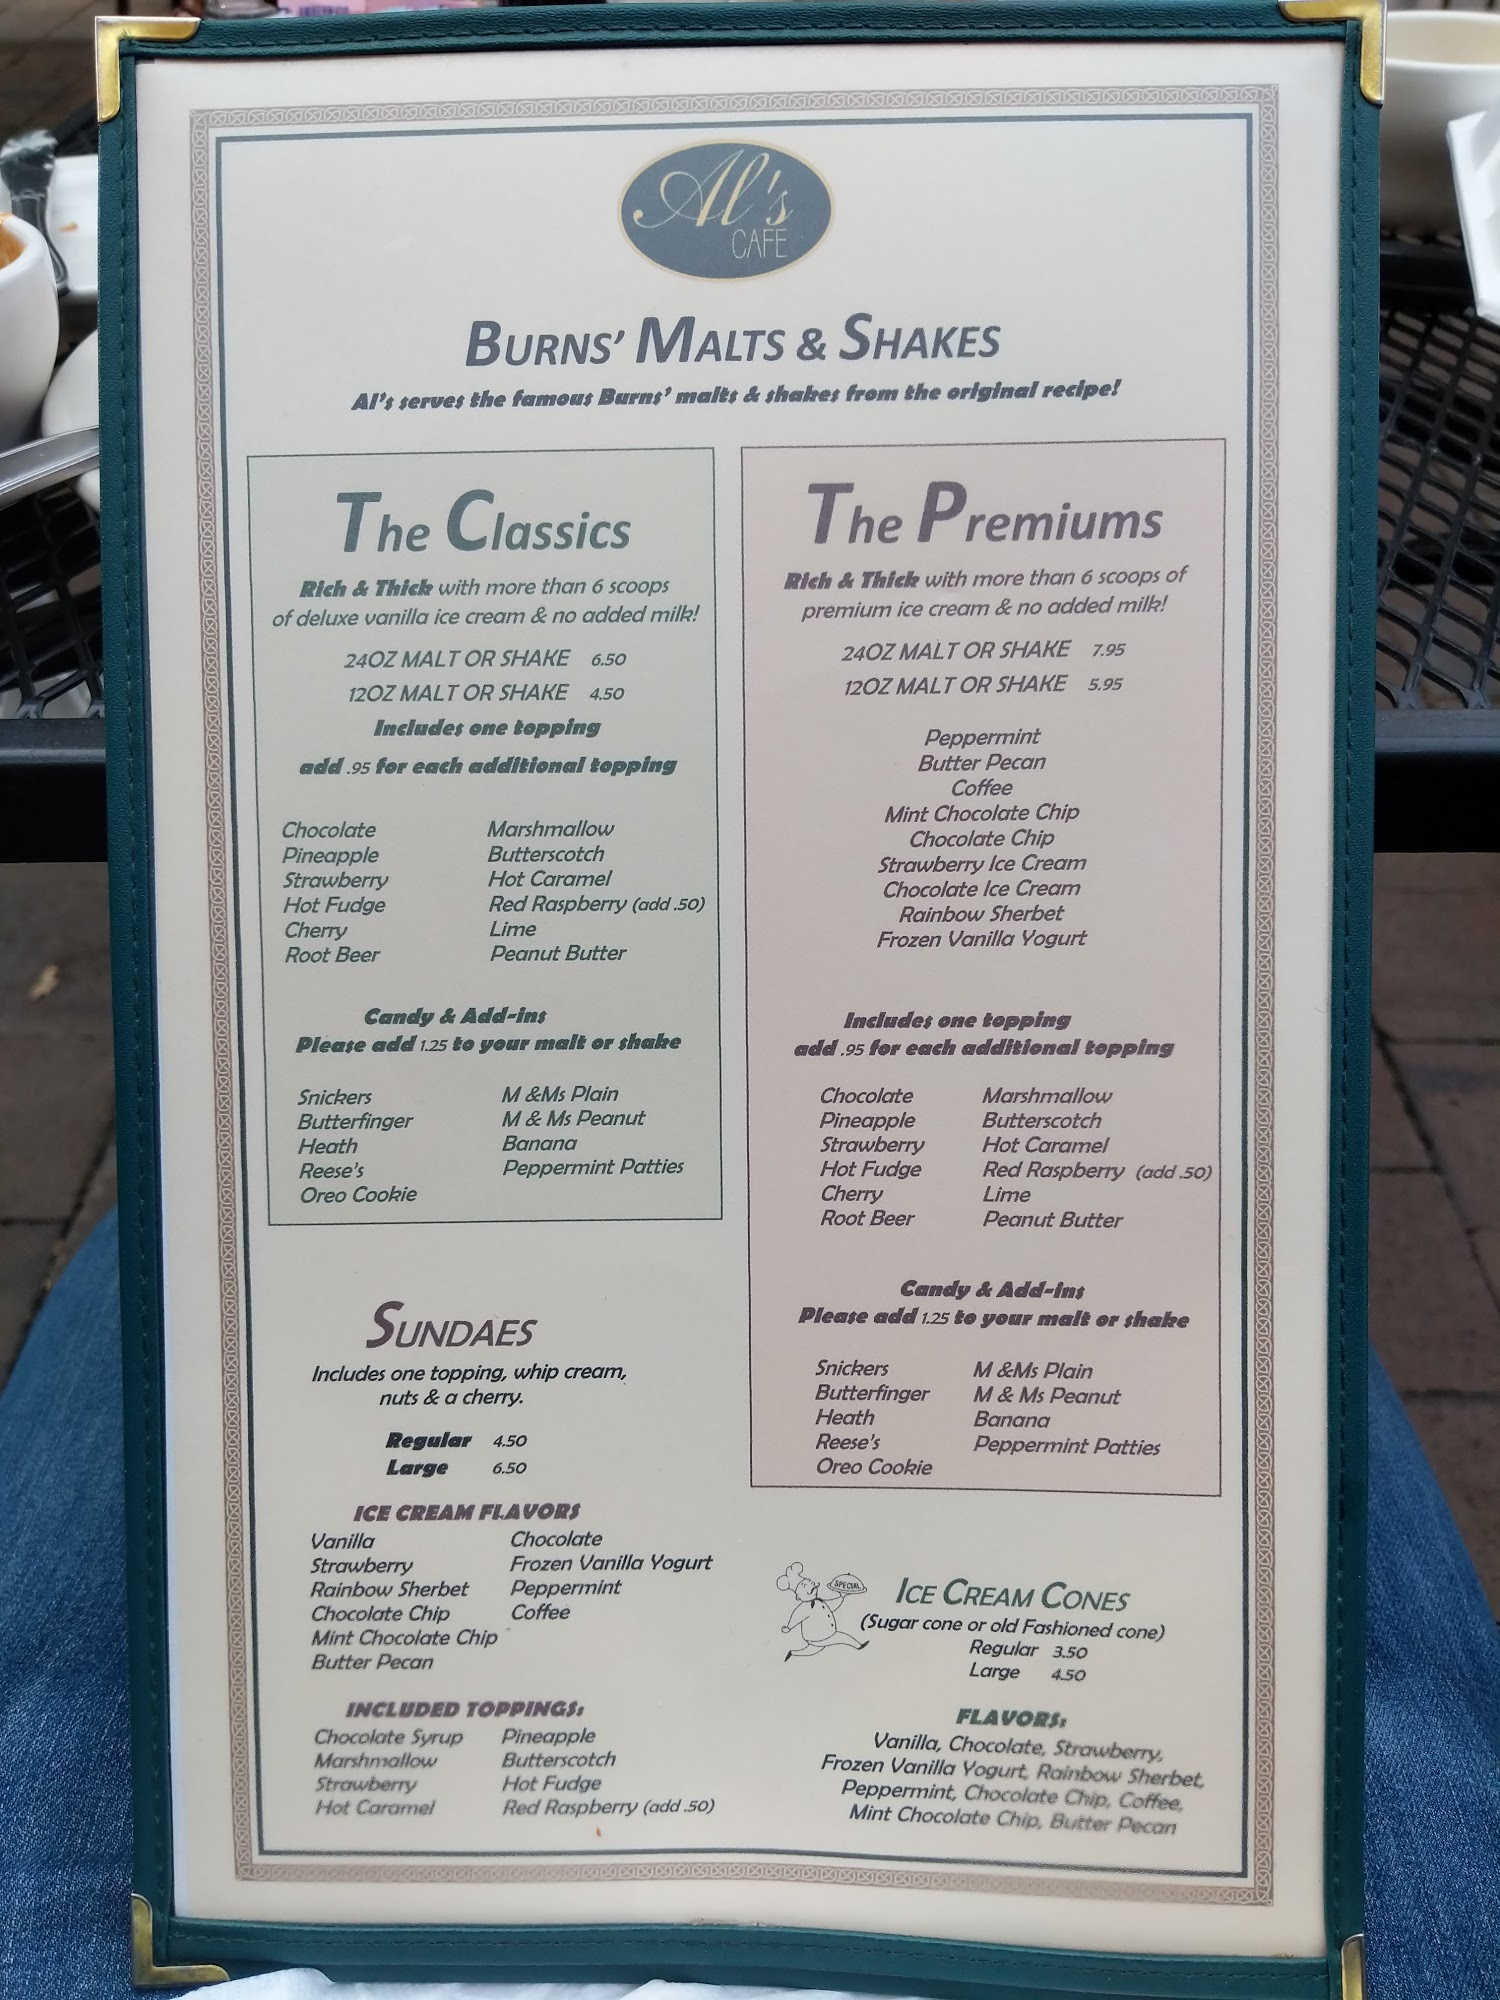 Al's
CAFE
BURNS' MALTS & SHAKES
Al's serves the famous Burns' malts & shakes from the original recipe!
The Classics
Rich & Thick with more than 6 scoops
of deluxe vanilla ice cream & no added milk!
24OZ MALT OR SHAKE 6.50
12OZ MALT OR SHAKE 4.50
Includes one topping
add .95 for each additional topping
Chocolate Marshmallow
Pineapple Butterscotch
Strawberry Hot Caramel
Hot Fudge Red Raspberry (add .50)
Cherry Lime
Root Beer Peanut Butter
Candy & Add-ins
Please add 1.25 to your malt or shake
Snickers M &Ms Plain
Butterfinger M & Ms Peanut
Heath Banana
Reese's Peppermint Patties
Oreo Cookie
The Premiums
Rich & Thick with more than 6 scoops of
premium ice cream & no added milk!
24OZ MALT OR SHAKE 7.95
12OZ MALT OR SHAKE 5.95
Peppermint
Butter Pecan
Coffee
Mint Chocolate Chip
Chocolate Chip
Strawberry Ice Cream
Chocolate Ice Cream
Rainbow Sherbet
Frozen Vanilla Yogurt
Includes one topping
add .95 for each additional topping
Chocolate Marshmallow
Pineapple Butterscotch
Strawberry Hot Caramel
Hot Fudge Red Raspberry (add .50)
Cherry Lime
Root Beer Peanut Butter
Candy & Add-ins
Please add 1.25 to your malt or shake
Snickers M &Ms Plain
Butterfinger M & Ms Peanut
Heath Banana
Reese's Peppermint Patties
Oreo Cookie
SUNDAES
Includes one topping, whip cream,
nuts & a cherry.
Regular 4.50
Large 6.50
ICE CREAM FLAVORS
Vanilla Chocolate
Strawberry Frozen Vanilla Yogurt
Rainbow Sherbet Peppermint
Chocolate Chip Coffee
Mint Chocolate Chip
Butter Pecan
INCLUDED TOPPINGS:
Chocolate Syrup Pineapple
Marshmallow Butterscotch
Strawberry Hot Fudge
Hot Caramel Red Raspberry (add .50)
SPECIAL
ICE CREAM CONES
(Sugar cone or old Fashioned cone)
Regular 3.50
Large 4.50
FLAVORS:
Vanilla, Chocolate, Strawberry,
Frozen Vanilla Yogurt, Rainbow Sherbet,
Peppermint, Chocolate Chip, Coffee,
Mint Chocolate Chip, Butter Pecan